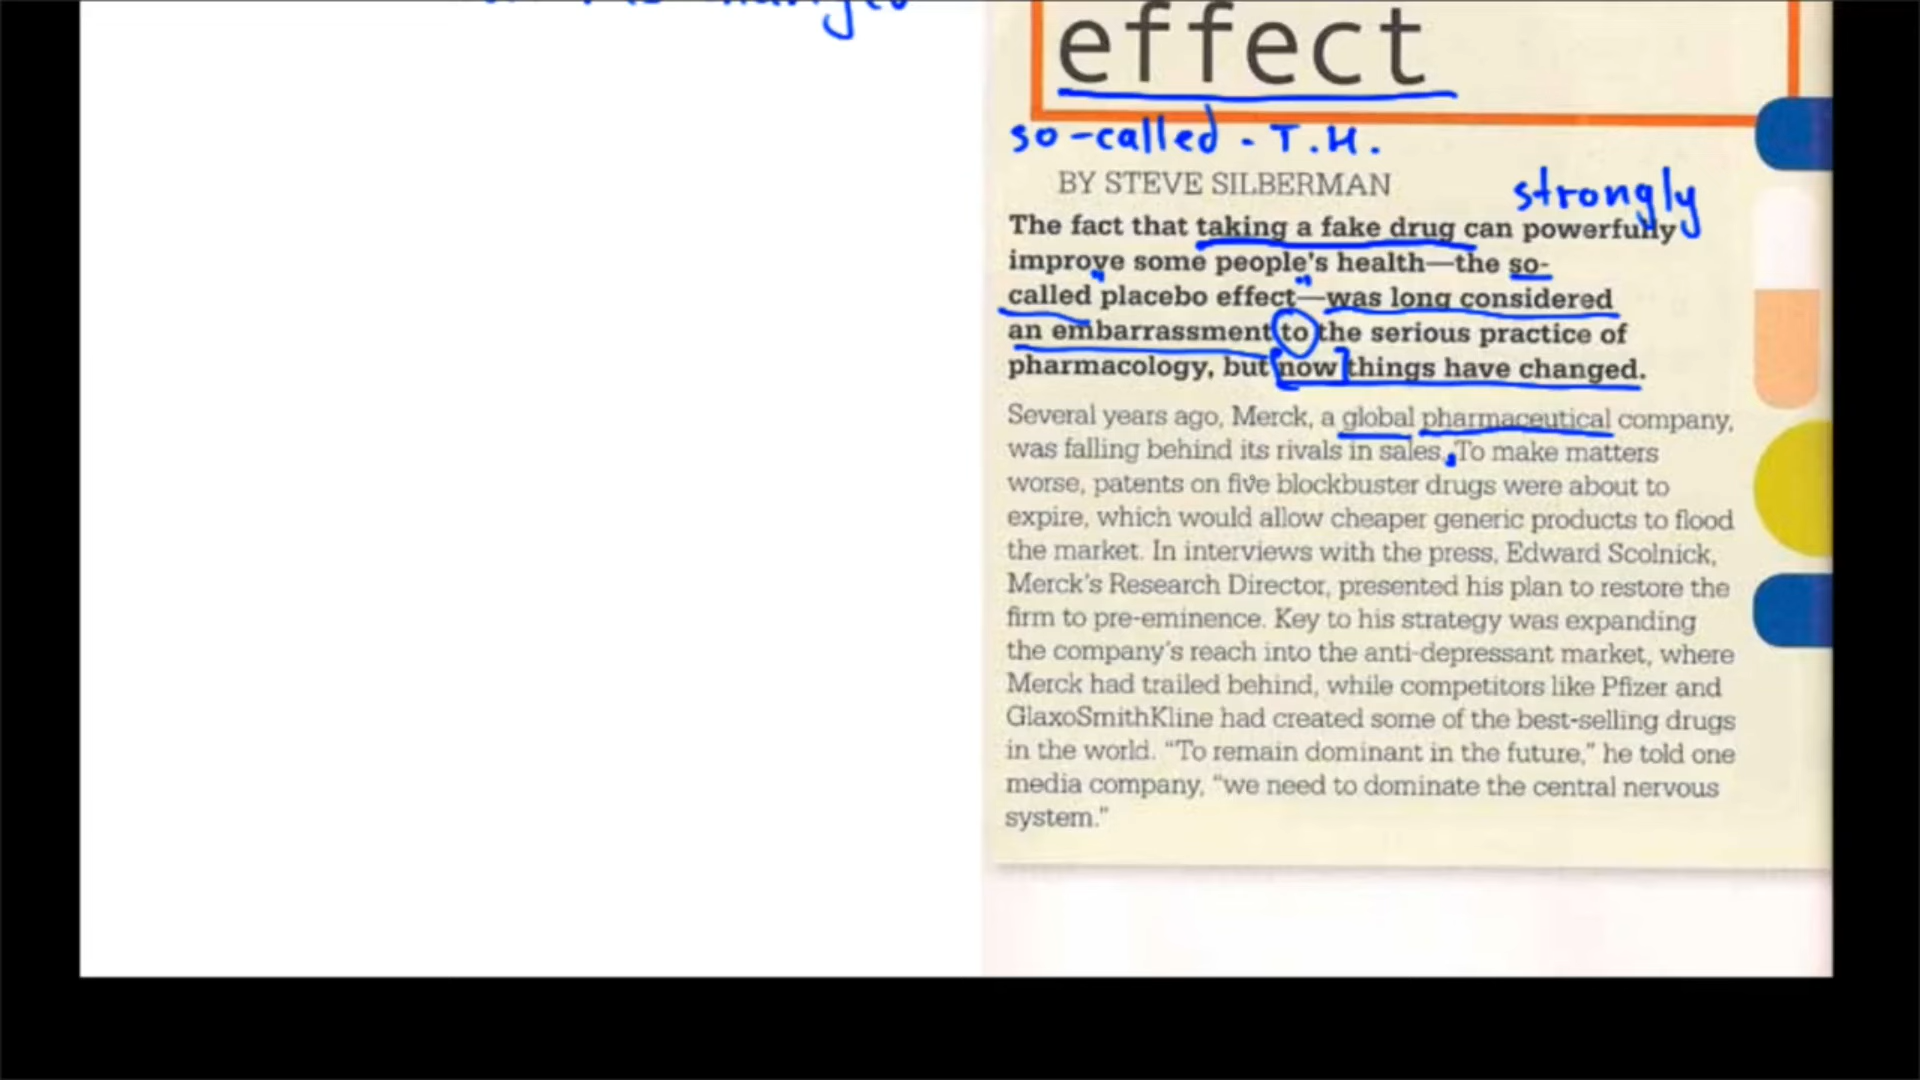 changed
effect
so-called - T.H.
BY STEVE SILBERMAN
strongly
The fact that taking a fake drug can powerfully
improve some people's health—the so-
called placebo effect—was long considered
an embarrassment to the serious practice of
pharmacology, but now things have changed.
Several years ago, Merck, a global pharmaceutical company,
was falling behind its rivals in sales. To make matters
worse, patents on five blockbuster drugs were about to
expire, which would allow cheaper generic products to flood
the market. In interviews with the press, Edward Scolnick,
Merck's Research Director, presented his plan to restore the
firm to pre-eminence. Key to his strategy was expanding
the company's reach into the anti-depressant market, where
Merck had trailed behind, while competitors like Pfizer and
GlaxoSmithKline had created some of the best-selling drugs
in the world. “To remain dominant in the future,” he told one
media company, “we need to dominate the central nervous
system.”